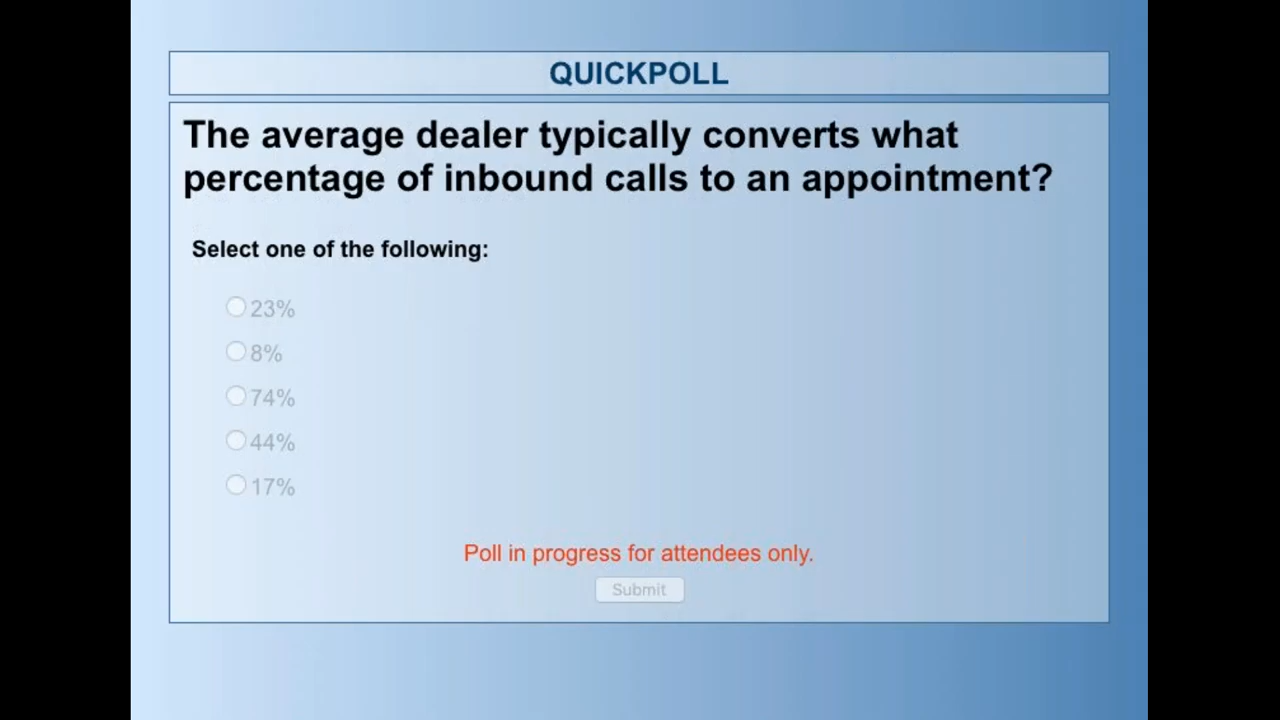 QUICKPOLL
The average dealer typically converts what
percentage of inbound calls to an appointment?
Select one of the following:
23%
8%
74%
44%
17%
Poll in progress for attendees only.
Submit